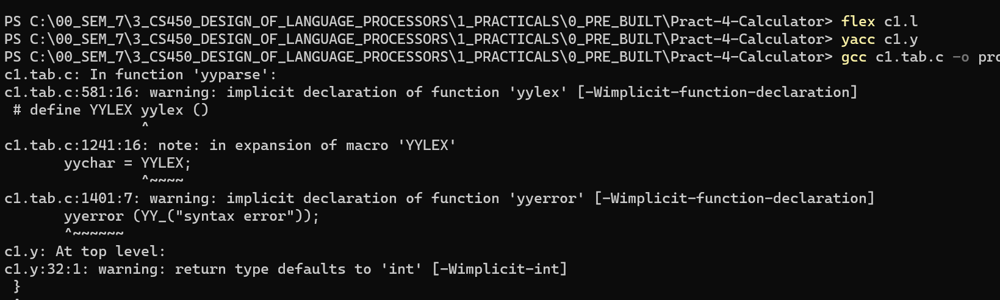 PS C:\00_SEM_7\3_CS450_DESIGN_OF_LANGUAGE_PROCESSORS\1_PRACTICALS\0_PRE_BUILT\Pract-4-Calculator> flex c1.l
PS C:\00_SEM_7\3_CS450_DESIGN_OF_LANGUAGE_PROCESSORS\1_PRACTICALS\0_PRE_BUILT\Pract-4-Calculator> yacc c1.y
PS C:\00_SEM_7\3_CS450_DESIGN_OF_LANGUAGE_PROCESSORS\1_PRACTICALS\0_PRE_BUILT\Pract-4-Calculator> gcc c1.tab.c -o
c1.tab.c: In function 'yyparse':
c1.tab.c:581:16: warning: implicit declaration of function 'yylex' [-Wimplicit-function-declaration]
 # define YYLEX yylex ()
                ^
c1.tab.c:1241:16: note: in expansion of macro 'YYLEX'
       yychar = YYLEX;
                ^~~~~
c1.tab.c:1401:7: warning: implicit declaration of function 'yyerror' [-Wimplicit-function-declaration]
       yyerror (YY_("syntax error"));
       ^~~~~~~
c1.y: At top level:
c1.y:32:1: warning: return type defaults to 'int' [-Wimplicit-int]
 }
 ^